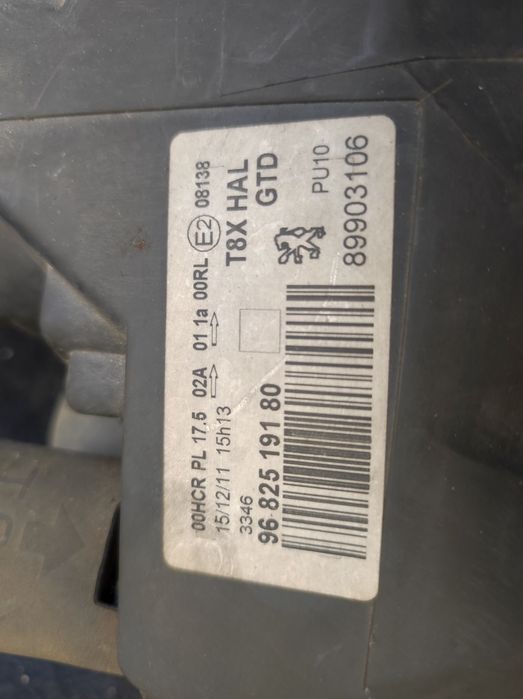 00HCR PL 17,5 02A → 01 1a → 00RL E2 08138
15/12/11 15h13
T8X HAL
3346
GTD
96 825 191 80
PU10
89903106